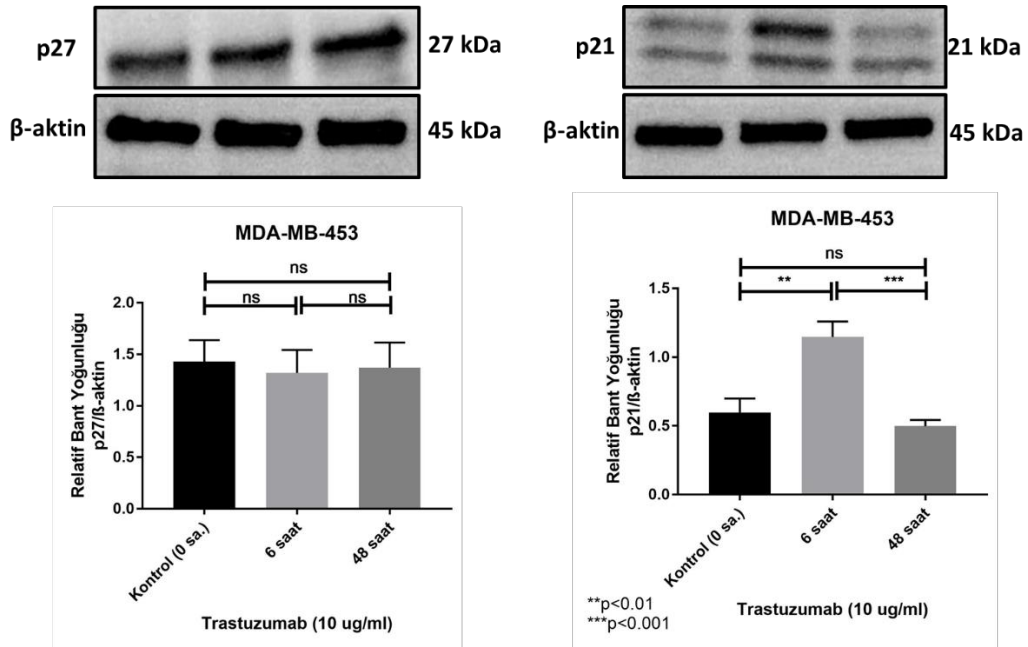 p27
27 kDa
β-aktin
45 kDa
p21
21 kDa
β-aktin
45 kDa
MDA-MB-453
ns
ns
ns
2.0
1.5
1.0
0.5
0.0
Relatif Bant Yoğunluğu
p27/ß-aktin
Kontrol (0 sa.)
6 saat
48 saat
Trastuzumab (10 ug/ml)
MDA-MB-453
ns
**
***
1.5
1.0
0.5
0.0
Relatif Bant Yoğunluğu
p21/ß-aktin
Kontrol (0 sa.)
6 saat
48 saat
**p<0.01
***p<0.001
Trastuzumab (10 ug/ml)